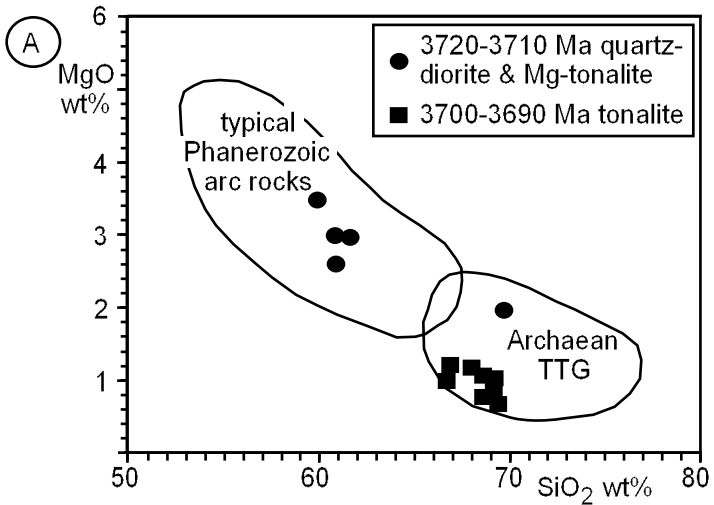 A
MgO
wt%
6
4
3
2
1
50
60
70
80
SiO₂ wt%
3720-3710 Ma quartz-
diorite & Mg-tonalite
3700-3690 Ma tonalite
typical
Phanerozoic
arc rocks
Archaean
TTG